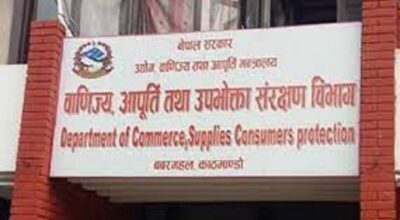 नेपाल सरकार
उद्योग, वाणिज्य तथा आपूर्ति मन्त्रालय
वाणिज्य, आपूर्ति तथा उपभोक्ता संरक्षण विभाग
Department of Commerce,Supplies Consumers protection
बबरमहल, काठमाण्डौ